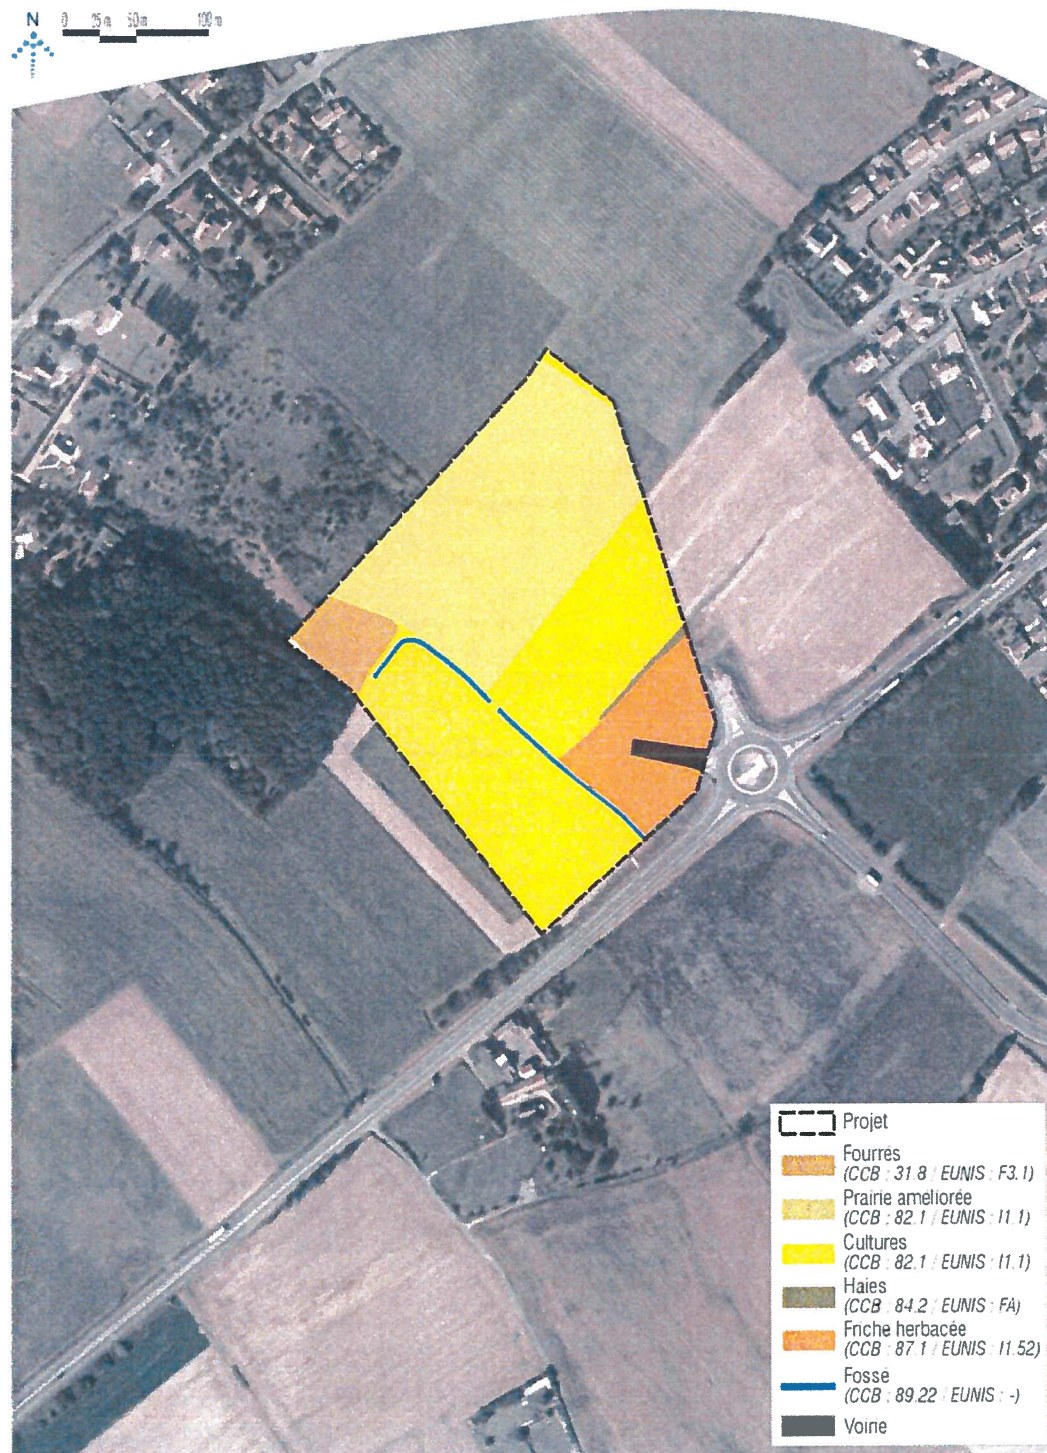 N
0 25 m 50 m 100 m
Projet
Fourrés
(CCB : 31.8 / EUNIS : F3.1)
Prairie améliorée
(CCB : 82.1 / EUNIS : I1.1)
Cultures
(CCB : 82.1 / EUNIS : I1.1)
Haies
(CCB : 84.2 / EUNIS : FA)
Friche herbacée
(CCB : 87.1 / EUNIS : I1.52)
Fossé
(CCB : 89.22 / EUNIS : -)
Voirie